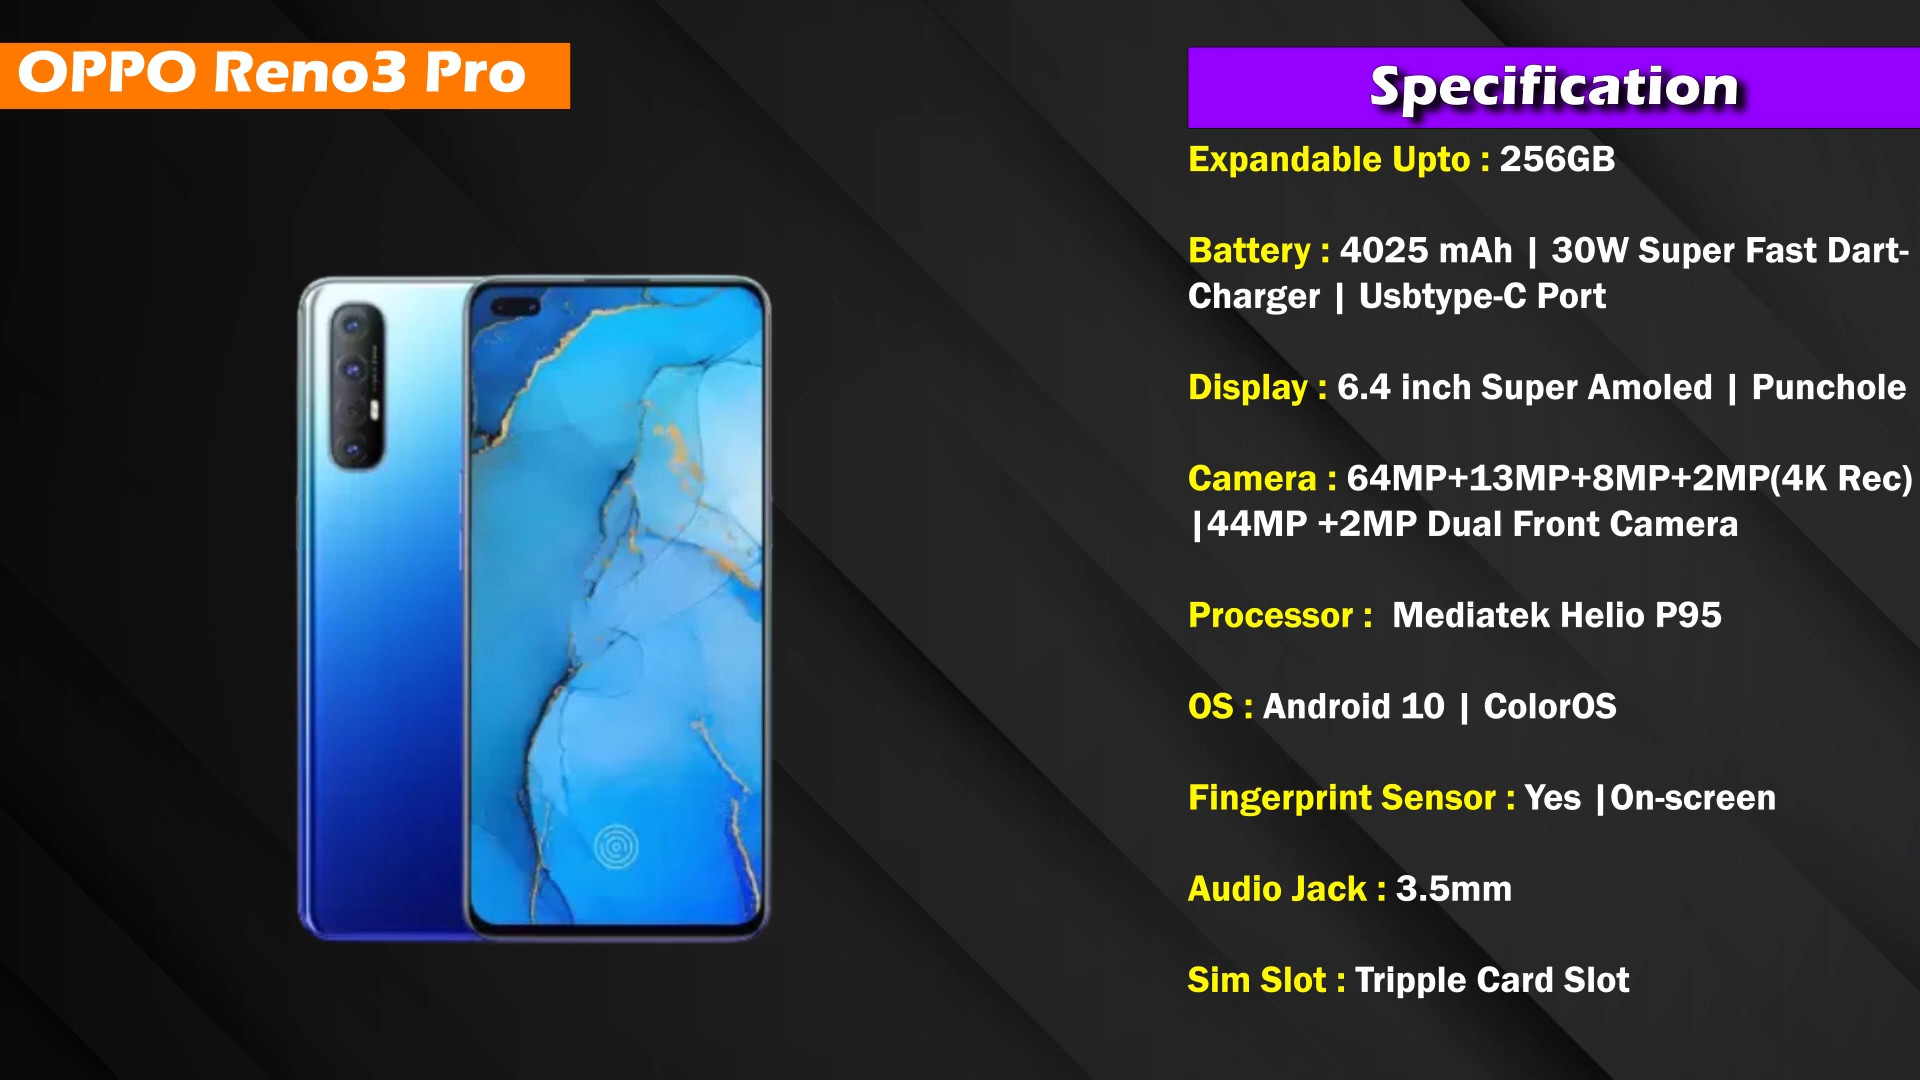 OPPO Reno3 Pro
Specification
Expandable Upto : 256GB
Battery : 4025 mAh | 30W Super Fast Dart-
Charger | Usbtype-C Port
Display : 6.4 inch Super Amoled | Punchole
Camera : 64MP+13MP+8MP+2MP(4K Rec)
|44MP +2MP Dual Front Camera
Processor :  Mediatek Helio P95
OS : Android 10 | ColorOS
Fingerprint Sensor : Yes |On-screen
Audio Jack : 3.5mm
Sim Slot : Tripple Card Slot